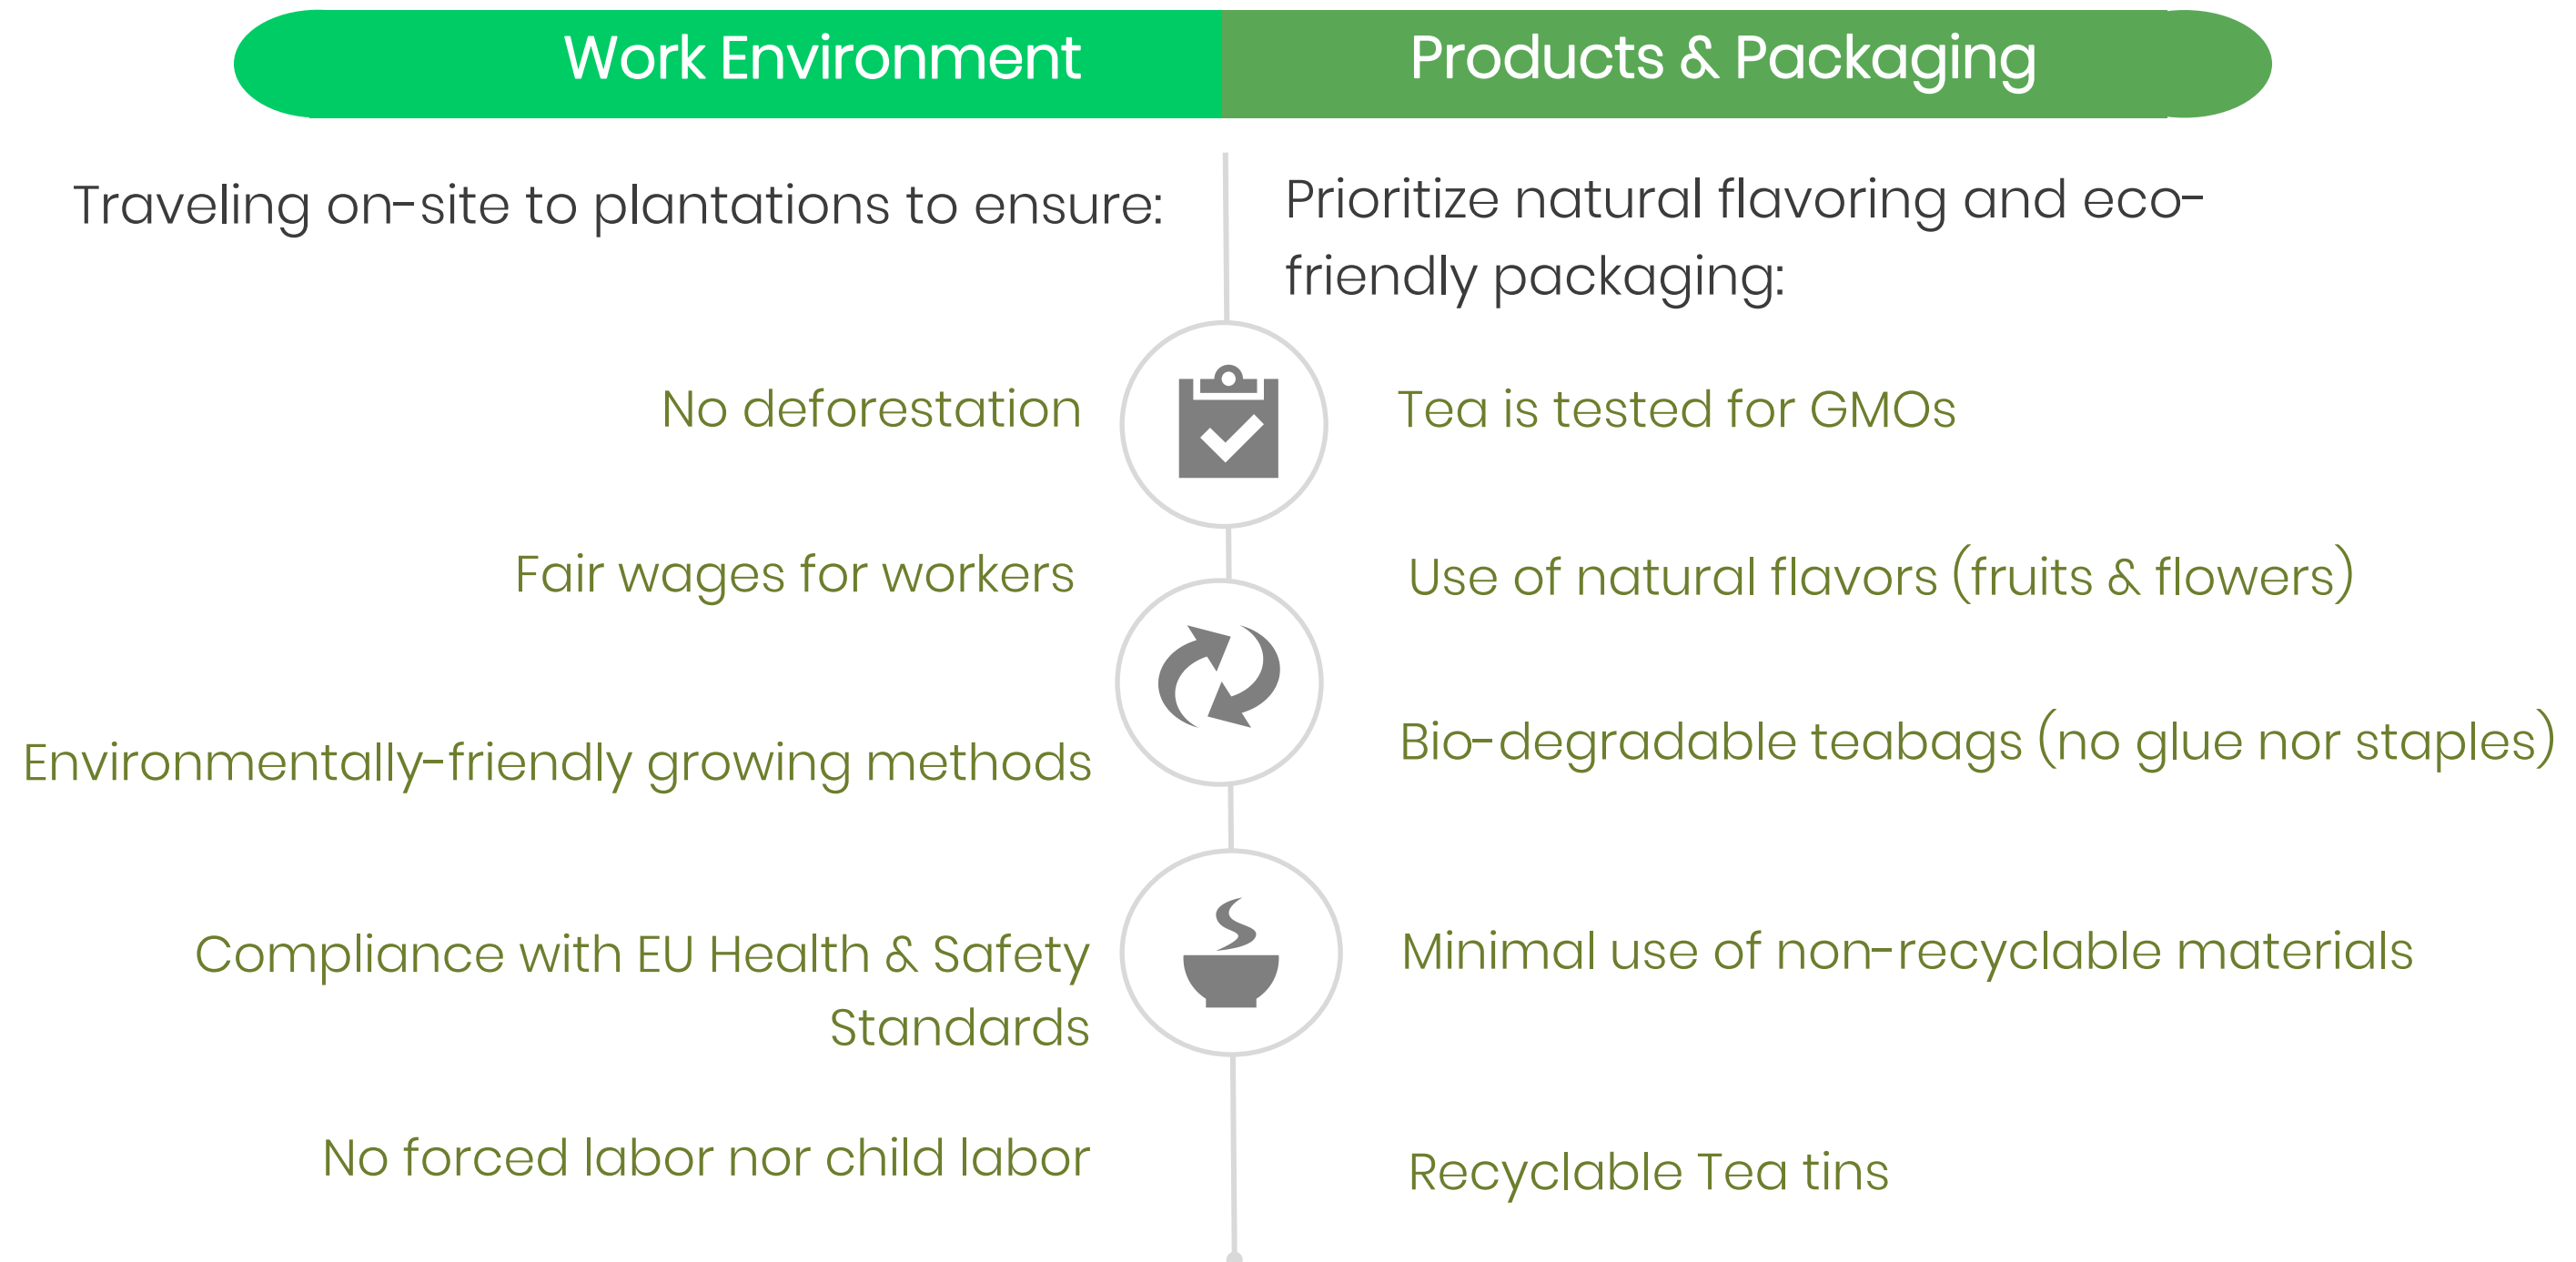 Work Environment
Traveling on-site to plantations to ensure:
No deforestation
Fair wages for workers
Environmentally-friendly growing methods
Compliance with EU Health & Safety
Standards
No forced labor nor child labor
Products & Packaging
Prioritize natural flavoring and eco-
friendly packaging:
Tea is tested for GMOs
Use of natural flavors (fruits & flowers)
Bio-degradable teabags (no glue nor staples)
Minimal use of non-recyclable materials
Recyclable Tea tins